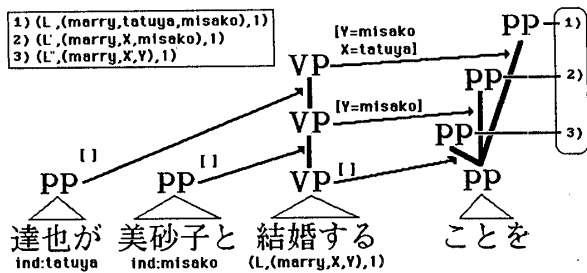 1) (L,(marry,tatuya,misako),1)
2) (L',(marry,X,misako),1)
3) (L",(marry,X,Y),1)
[Y=misako
X=tatuya]
PP
1)
VP
PP
2)
[Y=misako]
VP
PP
3)
[ ]
[ ]
[ ]
PP
PP
VP
PP
達也が 美砂子と 結婚する ことを
ind:tatuya ind:misako (L,(marry,X,Y),1)